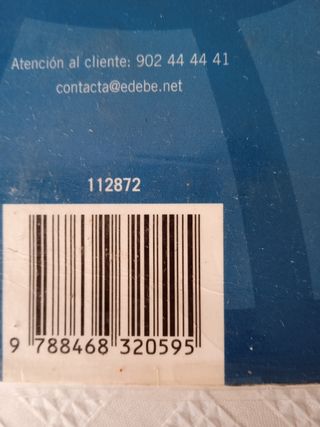 Atención al cliente: 902 44 44 41
contacta@edebe.net
112872
9 788468 320595